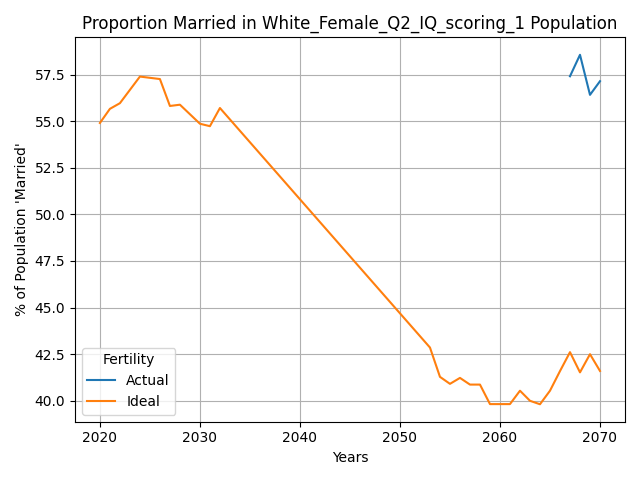 Proportion Married in White_Female_Q2_IQ_scoring_1 Population
% of Population 'Married'
57.5
55.0
52.5
50.0
47.5
45.0
42.5
40.0
Fertility
Actual
Ideal
2020 2030 2040 2050 2060 2070
Years